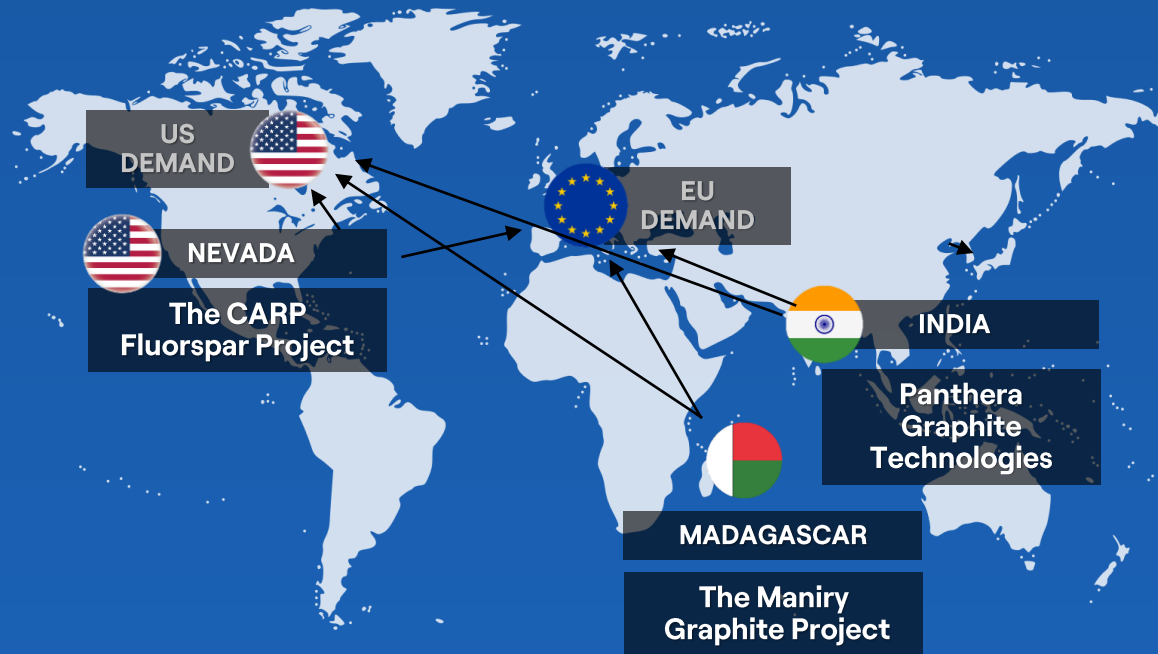 US
DEMAND
EU
DEMAND
NEVADA
The CARP
Fluorspar Project
INDIA
Panthera
Graphite
Technologies
MADAGASCAR
The Maniry
Graphite Project